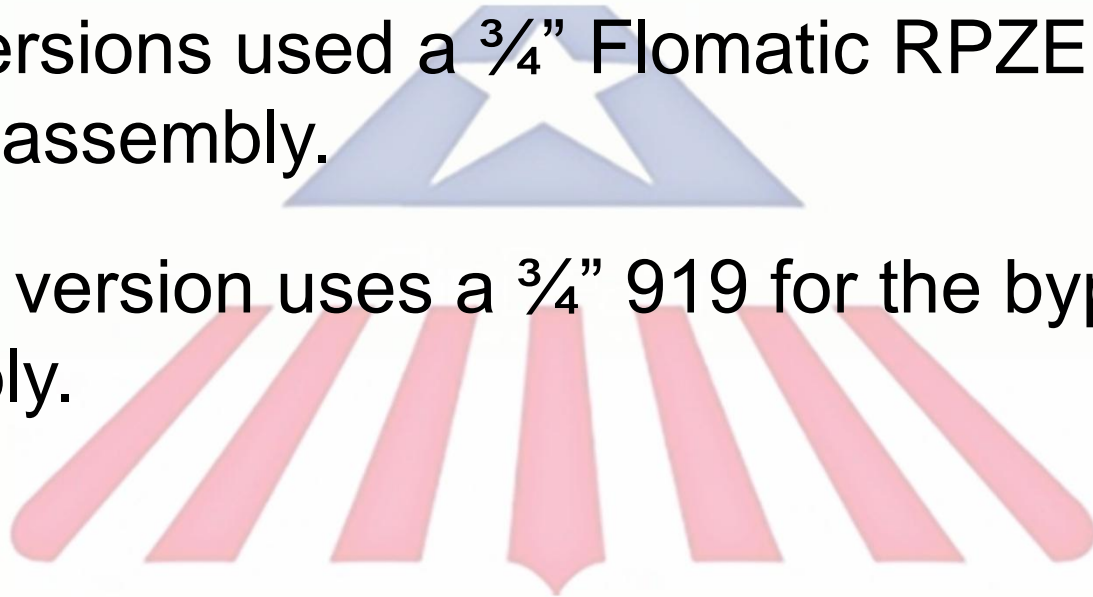 ersions used a ¾” Flomatic RPZE
assembly.
version uses a ¾” 919 for the byp
ly.